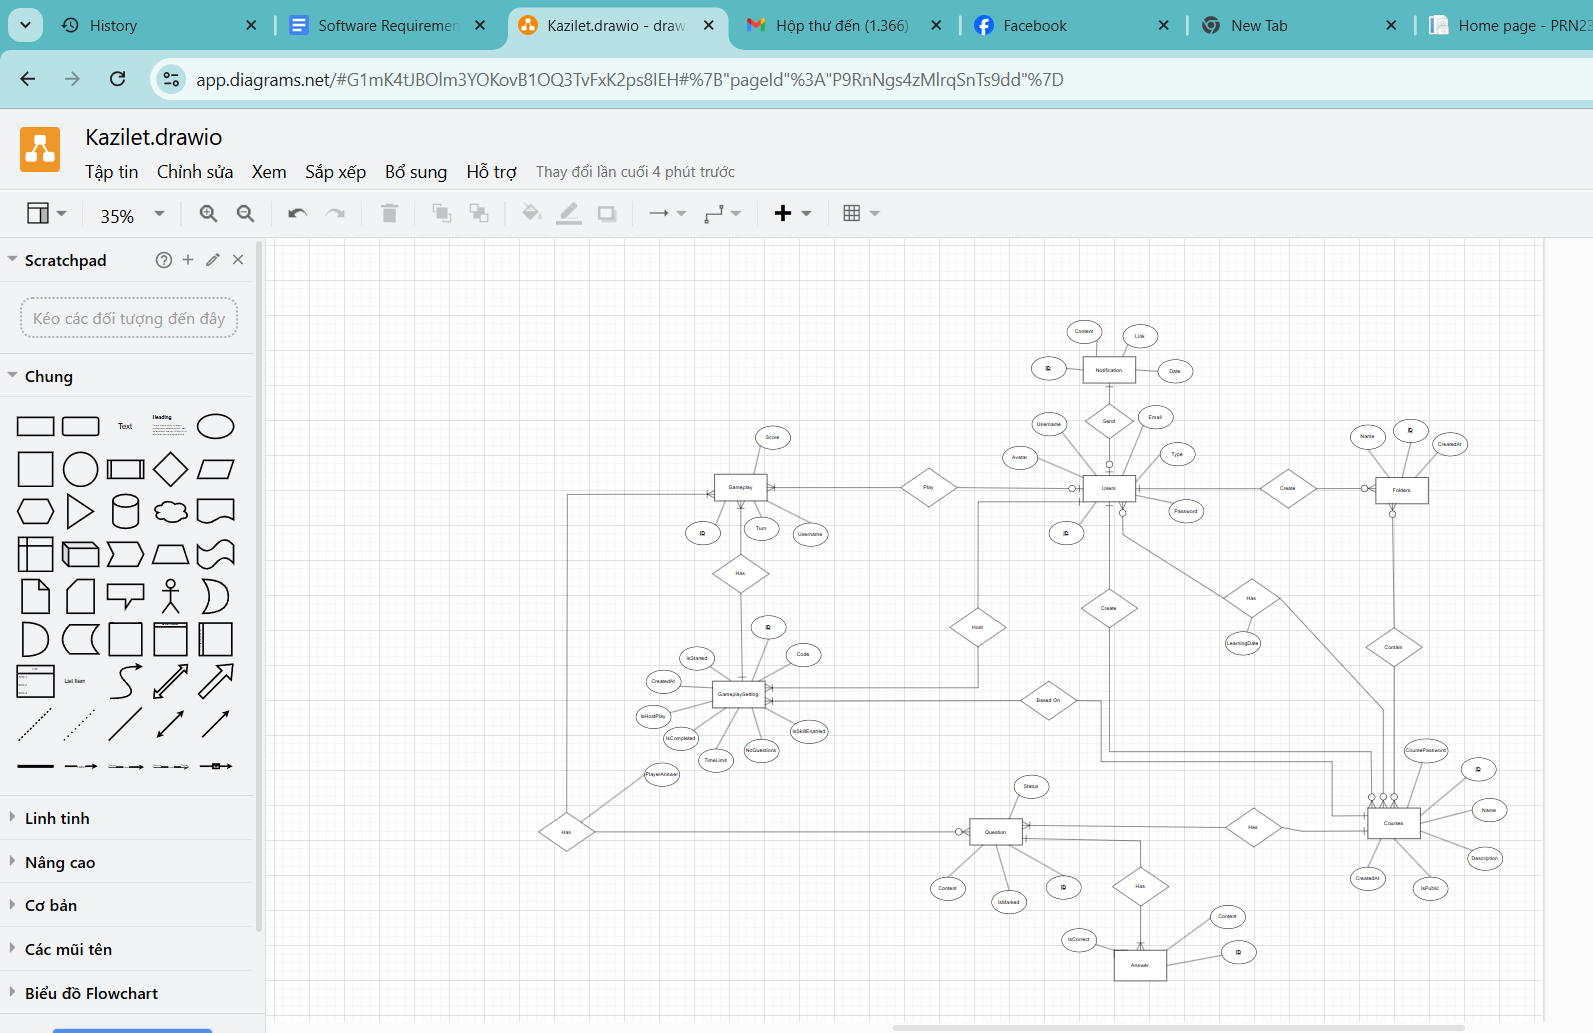 History
Software Requiremen
Kazilet.drawio - draw.
Hộp thư đến (1.366)
Facebook
New Tab
Home page - PRN23
app.diagrams.net/#G1mK4tJBOlm3YOKovB1OQ3TvFxK2ps8IEH#%7B"pageId"%3A"P9RnNgs4zMlrqSnTs9dd"%7D
Kazilet.drawio
Tập tin Chỉnh sửa Xem Sắp xếp Bổ sung Hỗ trợ Thay đổi lần cuối 4 phút trước
35%
Scratchpad
Kéo các đối tượng đến đây
Chung
Text
Heading
List Item
Linh tinh
Nâng cao
Cơ bản
Các mũi tên
Biểu đồ Flowchart
Content
Link
ID
Notification
Date
Send
Username
Email
Avatar
Type
Users
Password
ID
Score
Gameplay
ID
Turn
Username
Play
Create
Name
ID
CreatedAt
Folders
Has
Host
Create
Has
LearningDate
Contain
ID
IsStarted
Code
CreatedAt
GameplaySetting
IsHostPlay
IsCompleted
TimeLimit
NoQuestions
IsSkillEnabled
Based On
PlayerAnswer
Has
Status
Question
Content
IsMarked
ID
Has
CoursePassword
ID
Name
Courses
Description
CreatedAt
IsPublic
Has
IsCorrect
Content
ID
Answer